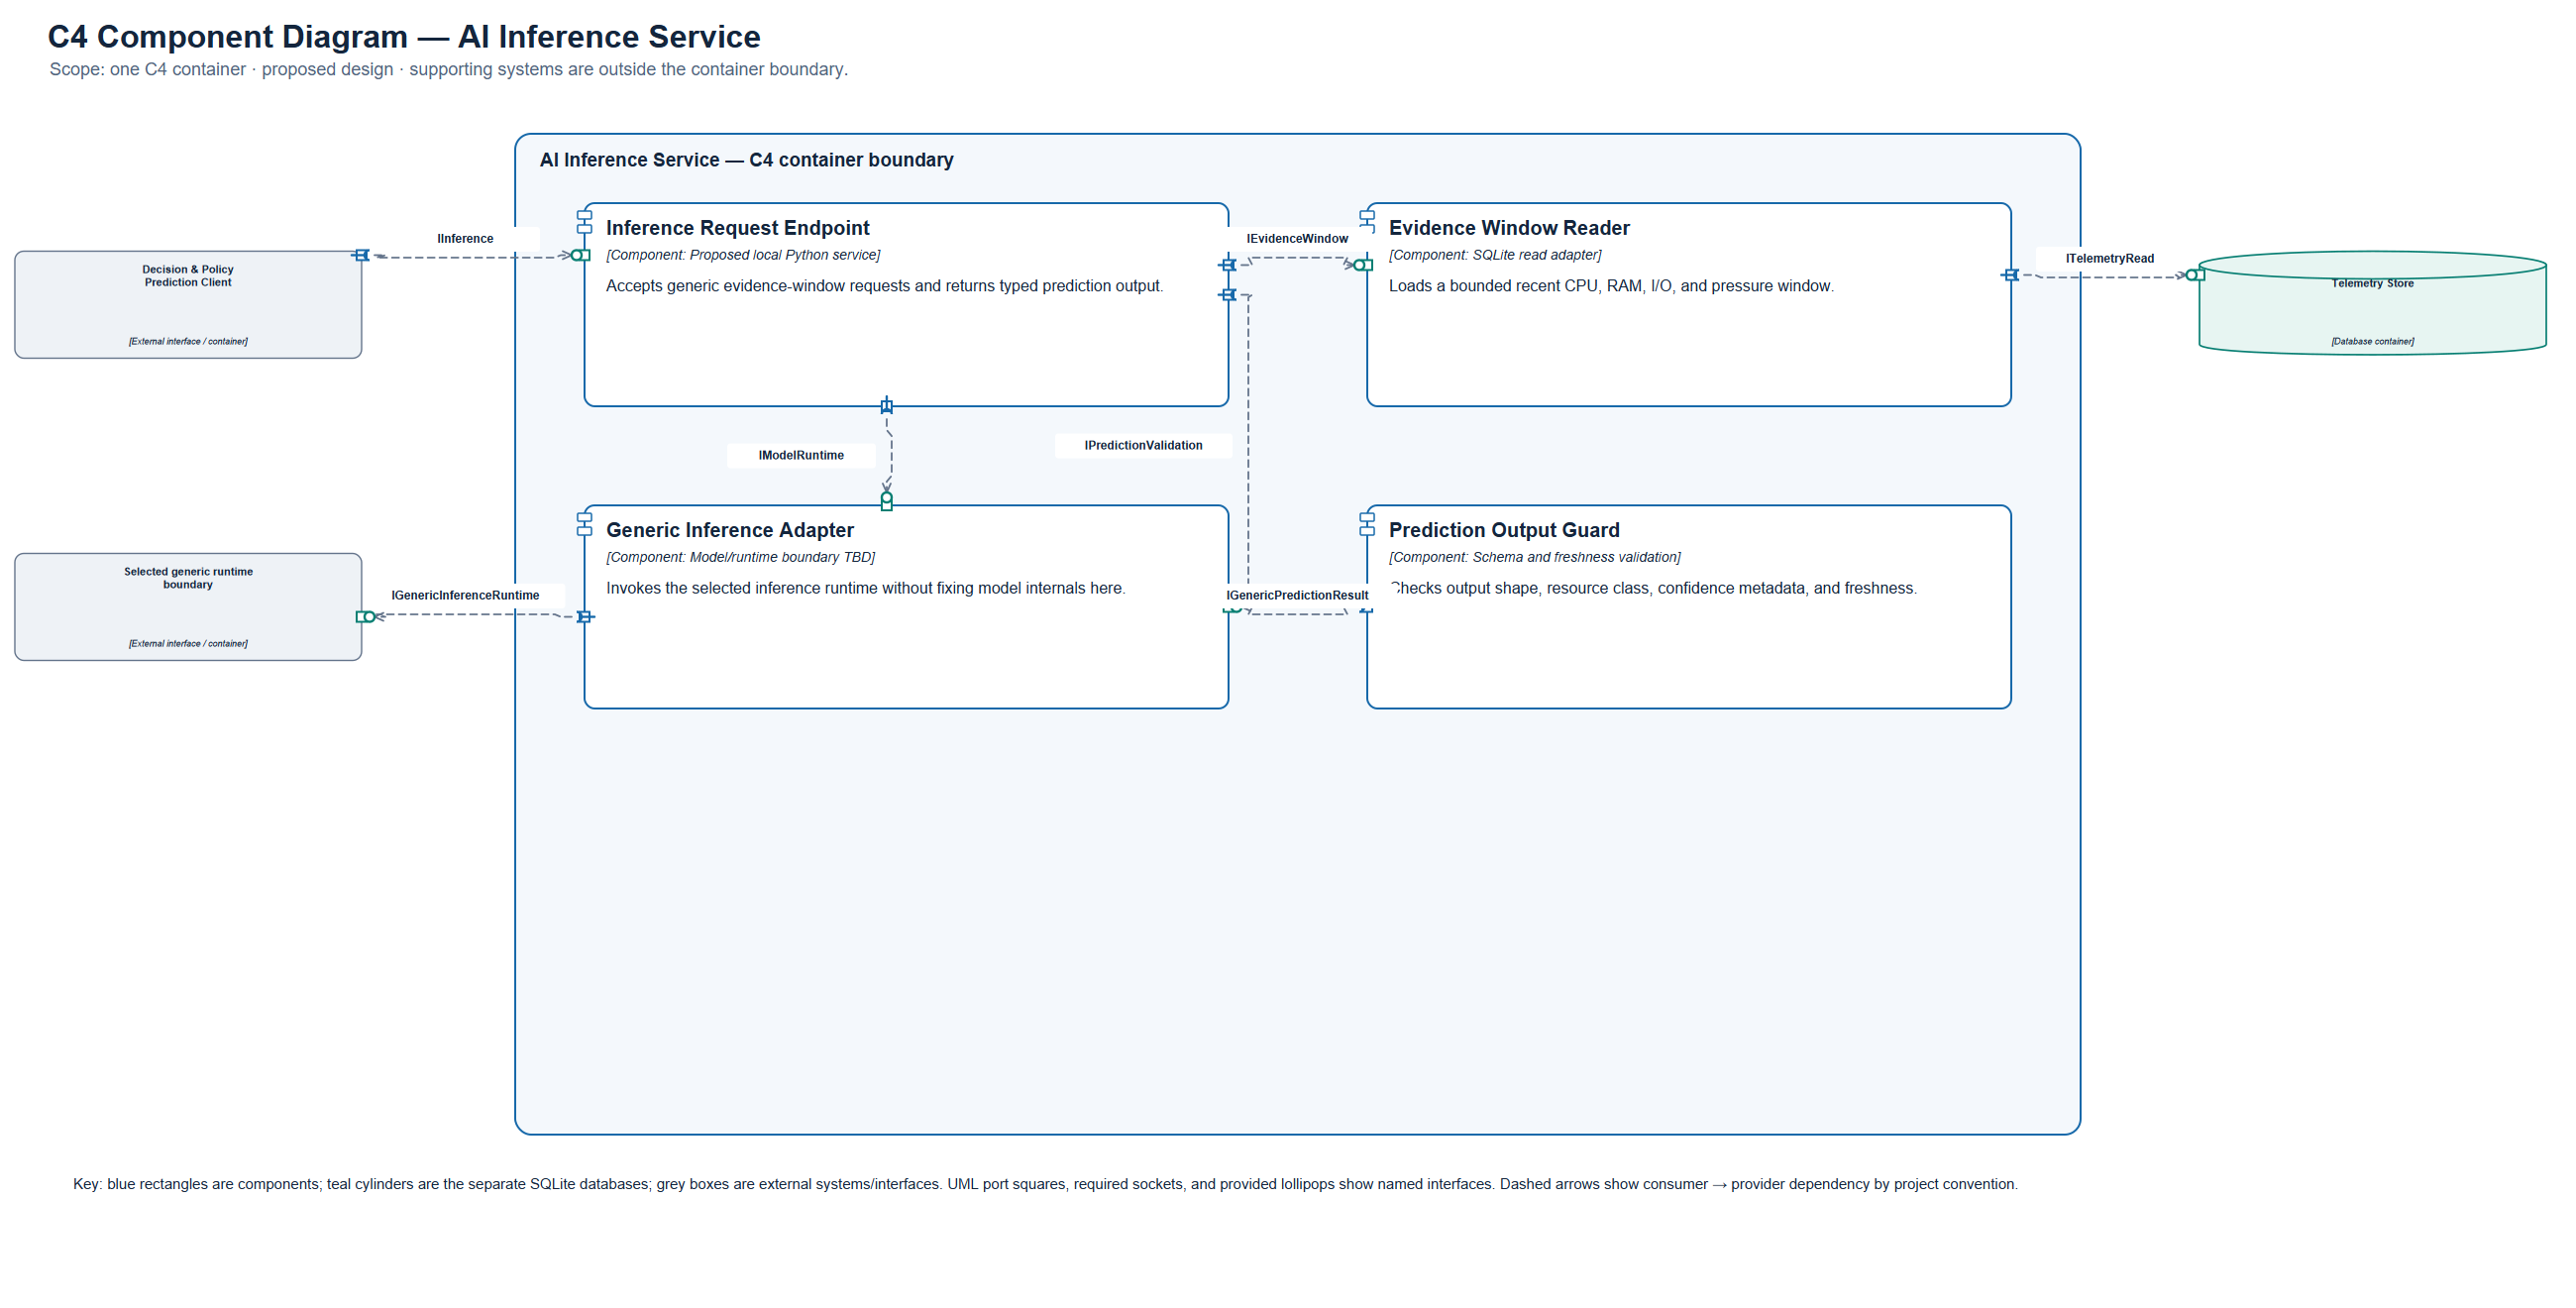 C4 Component Diagram — AI Inference Service
Scope: one C4 container · proposed design · supporting systems are outside the container boundary.
AI Inference Service — C4 container boundary
Decision & Policy
Prediction Client
[External interface / container]
IInference
Inference Request Endpoint
[Component: Proposed local Python service]
Accepts generic evidence-window requests and returns typed prediction output.
IEvidenceWindow
Evidence Window Reader
[Component: SQLite read adapter]
Loads a bounded recent CPU, RAM, I/O, and pressure window.
ITelemetryRead
Telemetry Store
[Database container]
IModelRuntime
IPredictionValidation
Selected generic runtime
boundary
[External interface / container]
IGenericInferenceRuntime
Generic Inference Adapter
[Component: Model/runtime boundary TBD]
Invokes the selected inference runtime without fixing model internals here.
IGenericPredictionResult
Prediction Output Guard
[Component: Schema and freshness validation]
Checks output shape, resource class, confidence metadata, and freshness.
Key: blue rectangles are components; teal cylinders are the separate SQLite databases; grey boxes are external systems/interfaces. UML port squares, required sockets, and provided lollipops show named interfaces. Dashed arrows show consumer → provider dependency by project convention.